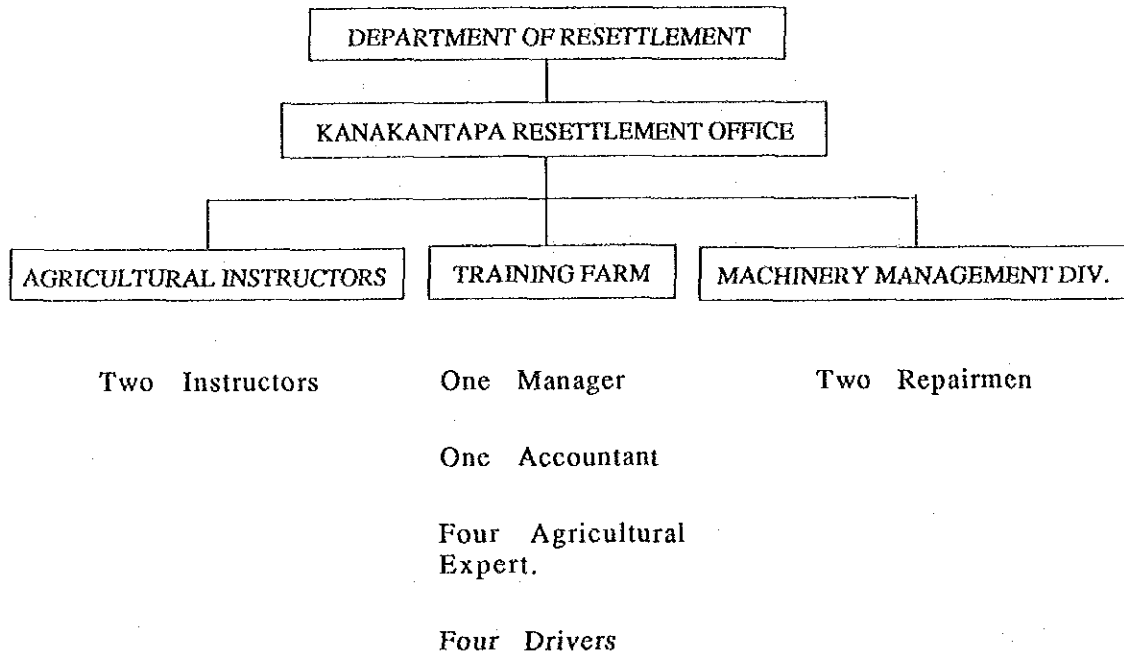 DEPARTMENT OF RESETTLEMENT
KANAKANTAPA RESETTLEMENT OFFICE
AGRICULTURAL INSTRUCTORS
TRAINING FARM
MACHINERY MANAGEMENT DIV.
Two Instructors
One Manager
Two Repairmen
One Accountant
Four Agricultural
Expert.
Four Drivers